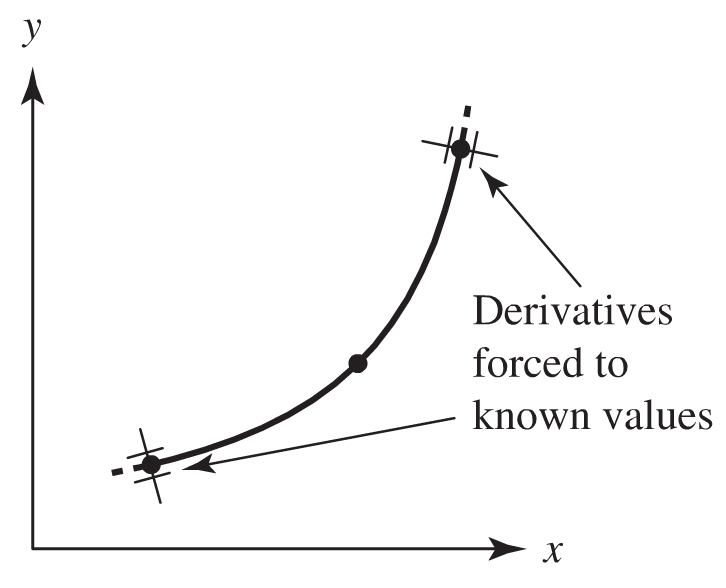 y
Derivatives
forced to
known values
x